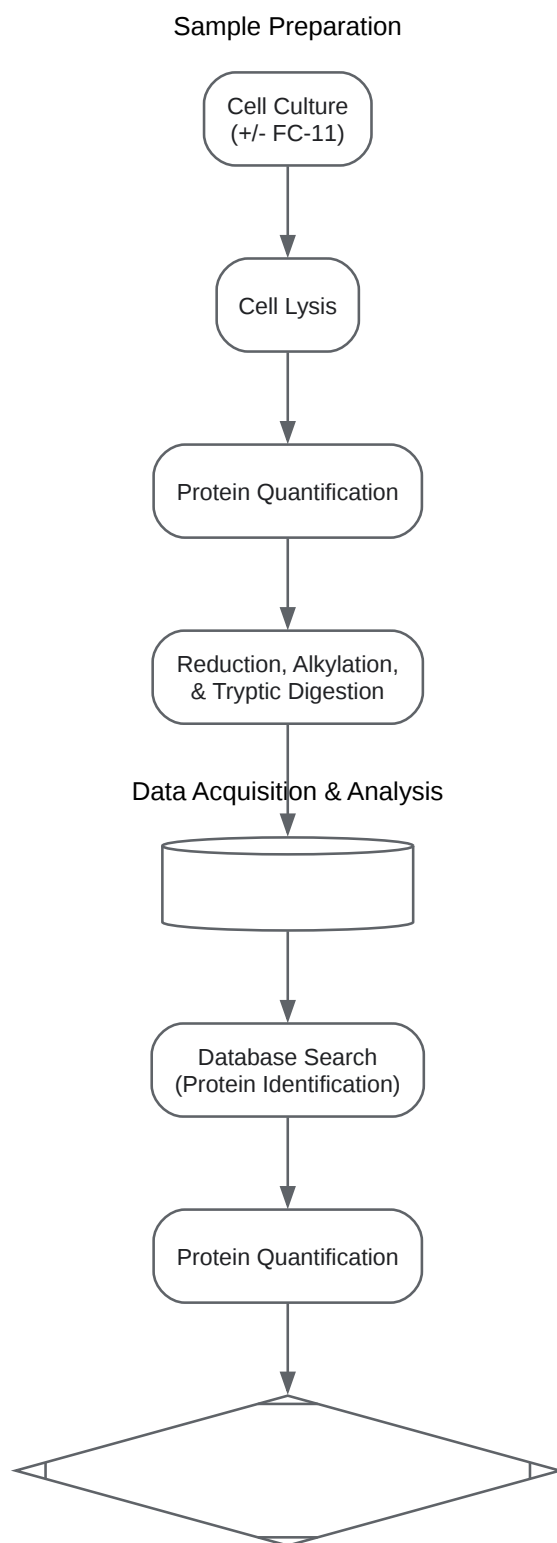 Sample Preparation
Cell Culture
(+/- FC-11)
Cell Lysis
Protein Quantification
Reduction, Alkylation,
& Tryptic Digestion
Data Acquisition & Analysis
Database Search
(Protein Identification)
Protein Quantification